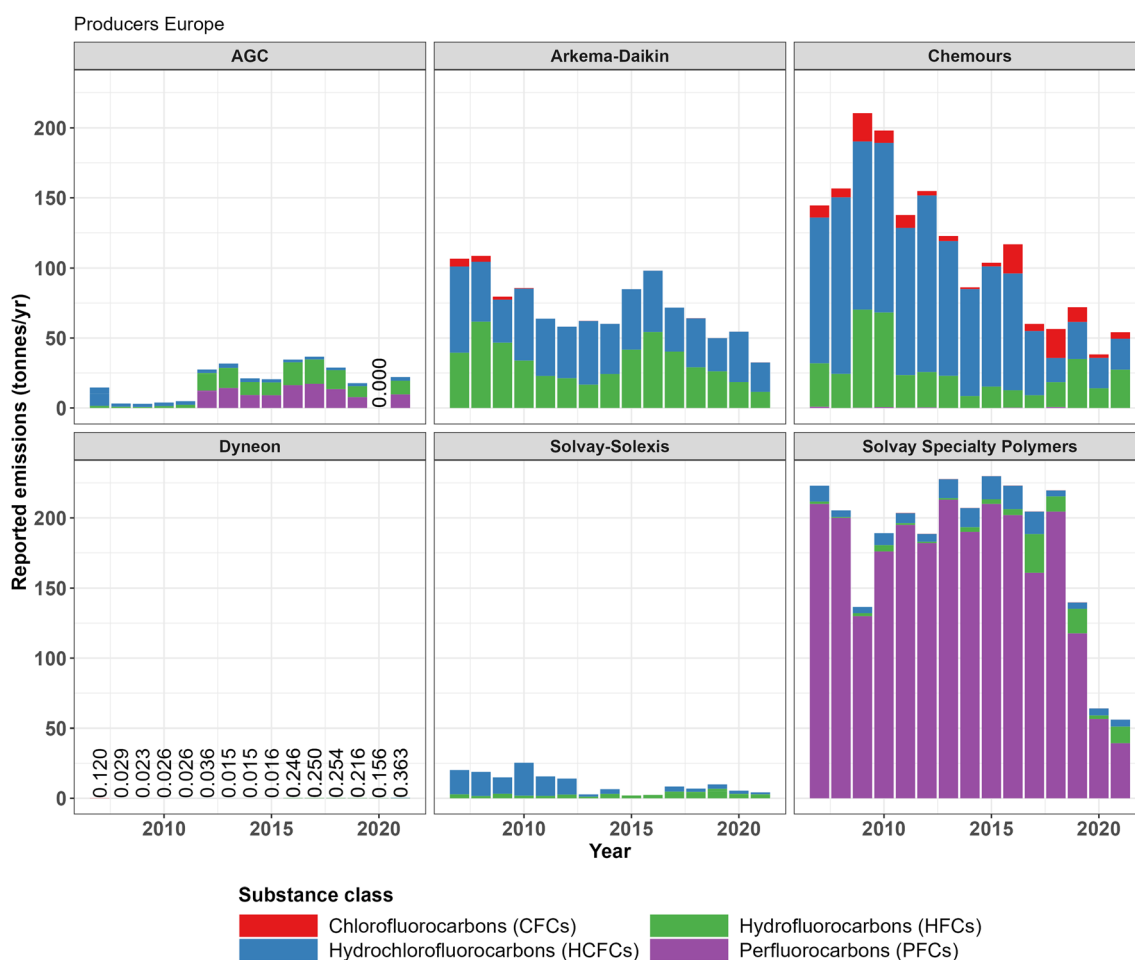 Producers Europe
AGC
Arkema-Daikin
Chemours
200
150
100
50
0
0.000
Dyneon
Solvay-Solexis
Solvay Specialty Polymers
200
150
100
50
0
0.120
0.029
0.023
0.026
0.026
0.036
0.015
0.015
0.016
0.246
0.250
0.254
0.216
0.156
0.363
Reported emissions (tonnes/yr)
2010 2015 2020
2010 2015 2020
2010 2015 2020
Year
Substance class
Chlorofluorocarbons (CFCs)
Hydrofluorocarbons (HFCs)
Hydrochlorofluorocarbons (HCFCs)
Perfluorocarbons (PFCs)